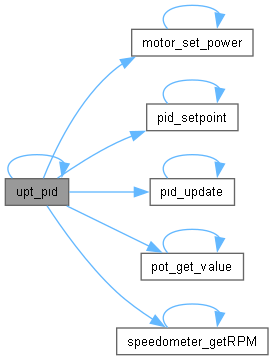 motor_set_power
pid_setpoint
upt_pid
pid_update
pot_get_value
speedometer_getRPM